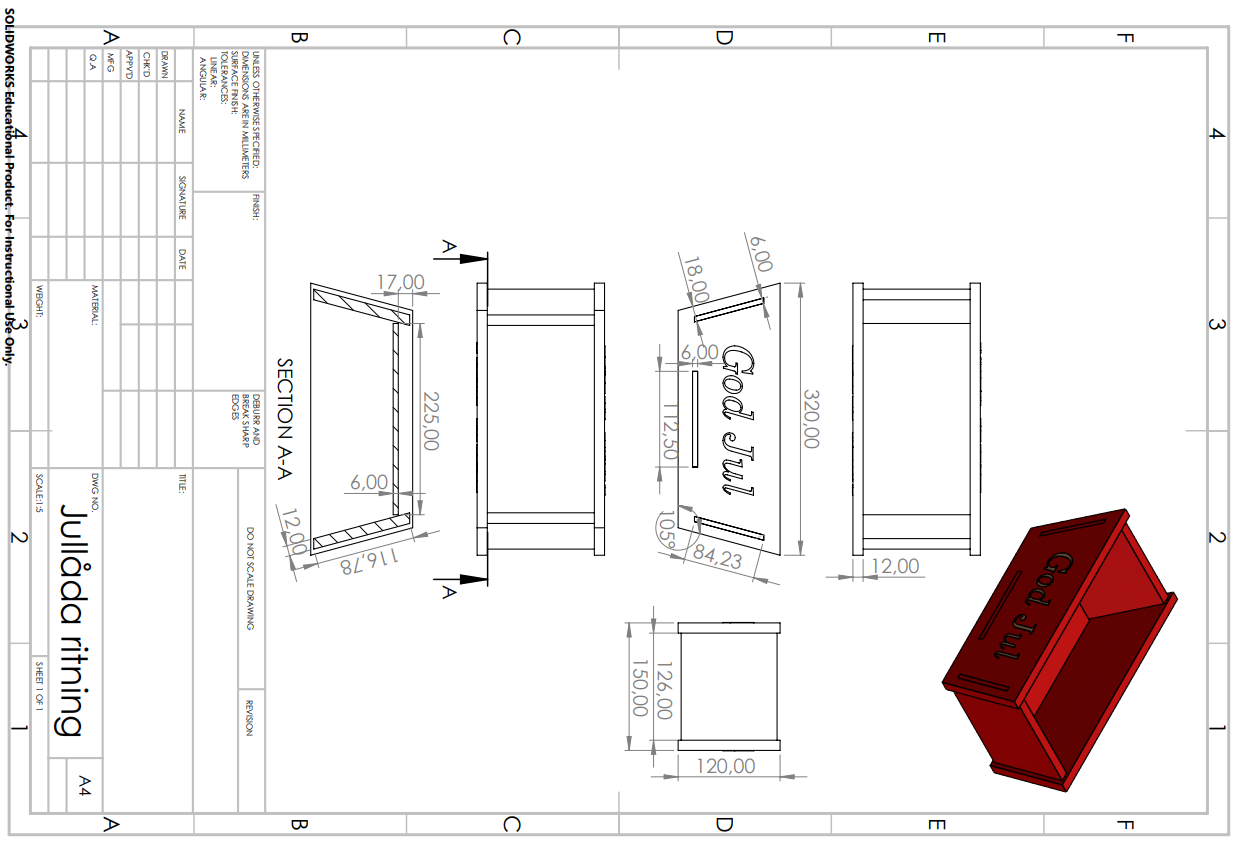 SOLIDWORKS Educational Product. For Instructional Use Only.
4
3
2
1
F
E
D
C
B
A
F
E
D
C
B
A
4
3
2
1
God Jul
12,00
320,00
6,00
18,00
God Jul
6,00
112,50
105°
84,23
126,00
150,00
120,00
A
A
17,00
225,00
6,00
12,00
116,78
SECTION A-A
UNLESS OTHERWISE SPECIFIED:
DIMENSIONS ARE IN MILLIMETERS
SURFACE FINISH:
TOLERANCES:
LINEAR:
ANGULAR:
FINISH:
DEBURR AND
BREAK SHARP
EDGES
DO NOT SCALE DRAWING
REVISION
NAME
SIGNATURE
DATE
DRAWN
CHK'D
APPV'D
MFG
Q.A
TITLE:
MATERIAL:
DWG NO.
Jullåda ritning
A4
WEIGHT:
SCALE:1:5
SHEET 1 OF 1